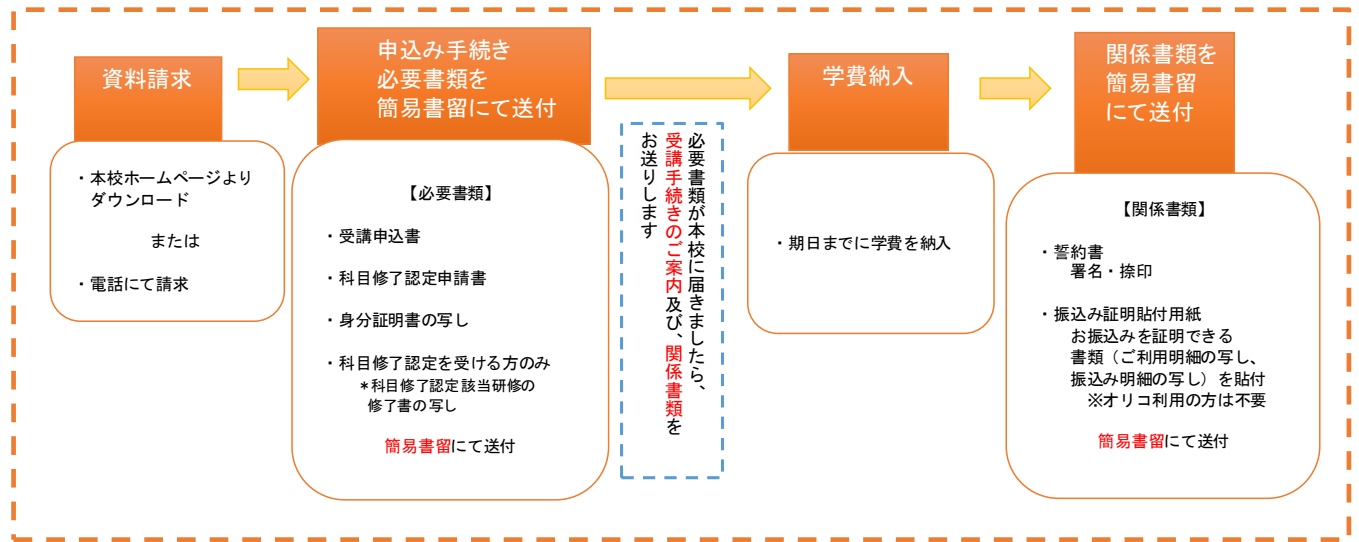 資料請求
・本校ホームページより
ダウンロード
または
・電話にて請求
申込み手続き
必要書類を
簡易書留にて送付
【必要書類】
・受講申込書
・科目修了認定申請書
・身分証明書の写し
・科目修了認定を受ける方のみ
＊科目修了認定該当研修の
修了書の写し
簡易書留にて送付
必要書類が本校に届きましたら、
受講手続きのご案内及び、関係書類を
お送りします
学費納入
・期日までに学費を納入
関係書類を
簡易書留
にて送付
【関係書類】
・誓約書
署名・捺印
・振込み証明貼付用紙
お振込みを証明できる
書類（ご利用明細の写し、
振込み明細の写し）を貼付
※オリコ利用の方は不要
簡易書留にて送付